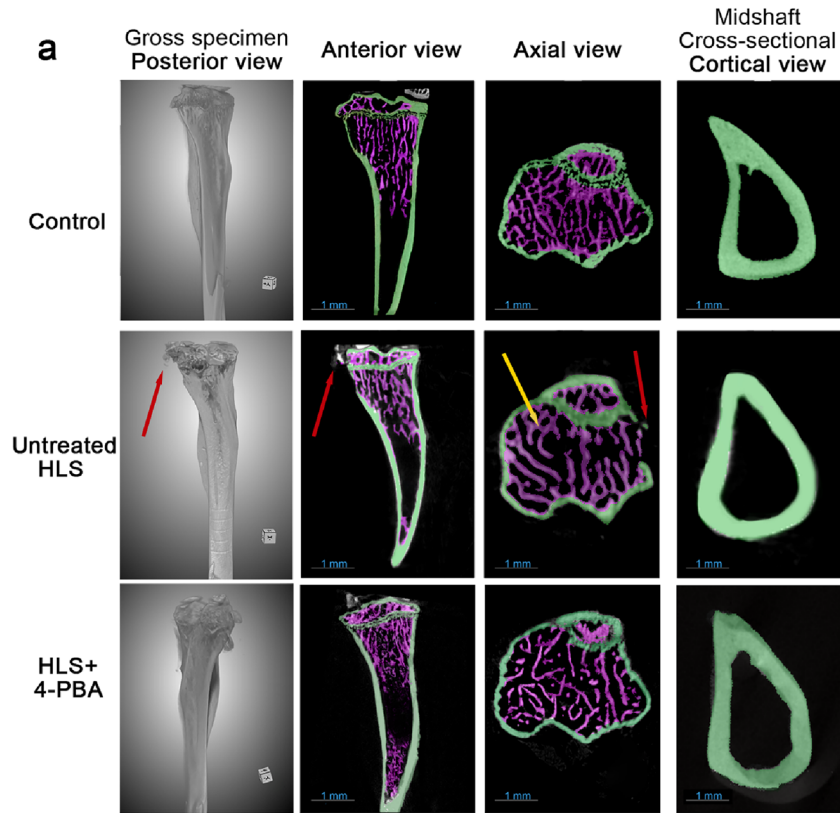 a
Gross specimen
Posterior view
Anterior view
Axial view
Midshaft
Cross-sectional
Cortical view
Control
1 mm
1 mm
1 mm
Untreated
HLS
1 mm
1 mm
1 mm
HLS+
4-PBA
1 mm
1 mm
1 mm